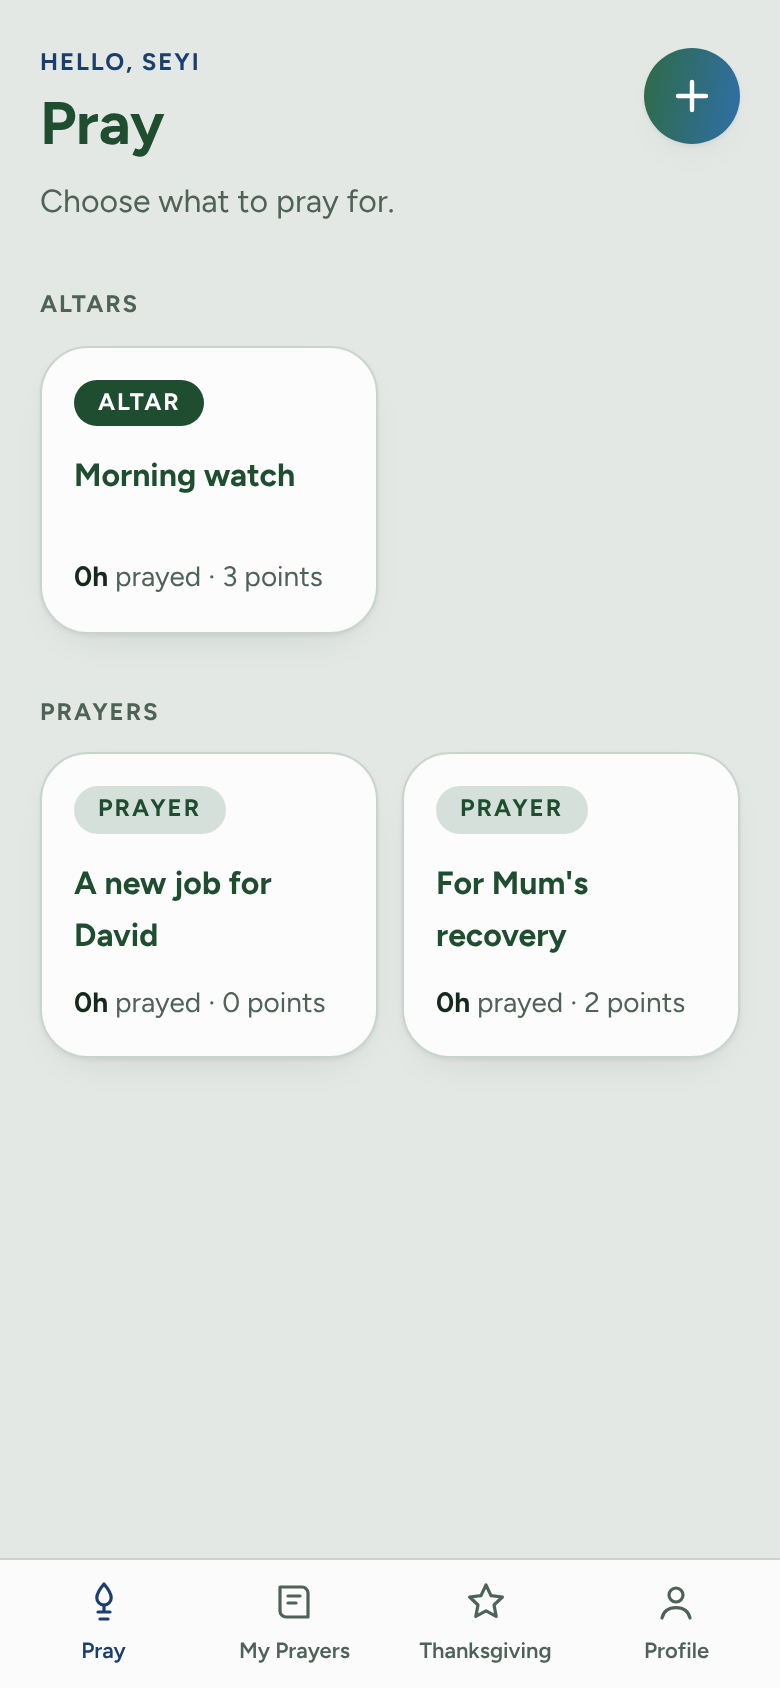 HELLO, SEYI
Pray
Choose what to pray for.
ALTARS
ALTAR
Morning watch
0h prayed · 3 points
PRAYERS
PRAYER
A new job for
David
0h prayed · 0 points
PRAYER
For Mum's
recovery
0h prayed · 2 points
Pray
My Prayers
Thanksgiving
Profile